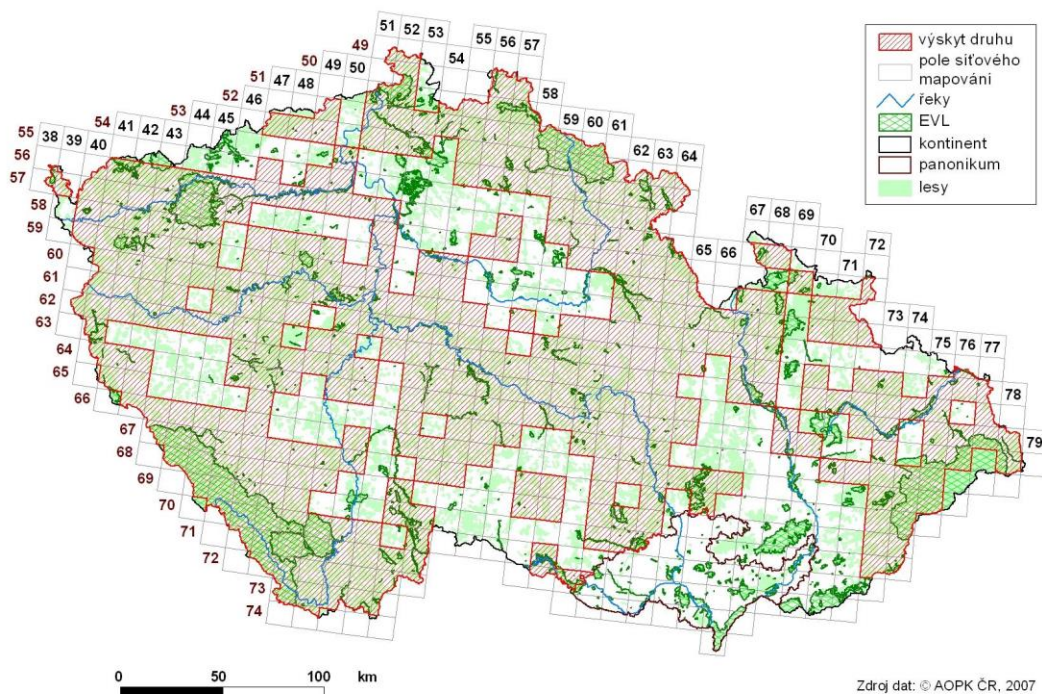 51 52 53
54
55 56 57
58
59 60 61
62 63 64
65 66
67 68 69
70
71
72
73 74
75 76 77
78
79
49
50
51
52
53
54
55
56
57
58
59
60
61
62
63
64
65
66
67
68
69
70
71
72
73
74
38 39 40
41 42 43
44 45
46
47 48
49 50
výskyt druhu
pole síťového
mapování
řeky
EVL
kontinent
panonikum
lesy
0 50 100 km
Zdroj dat: © AOPK ČR, 2007